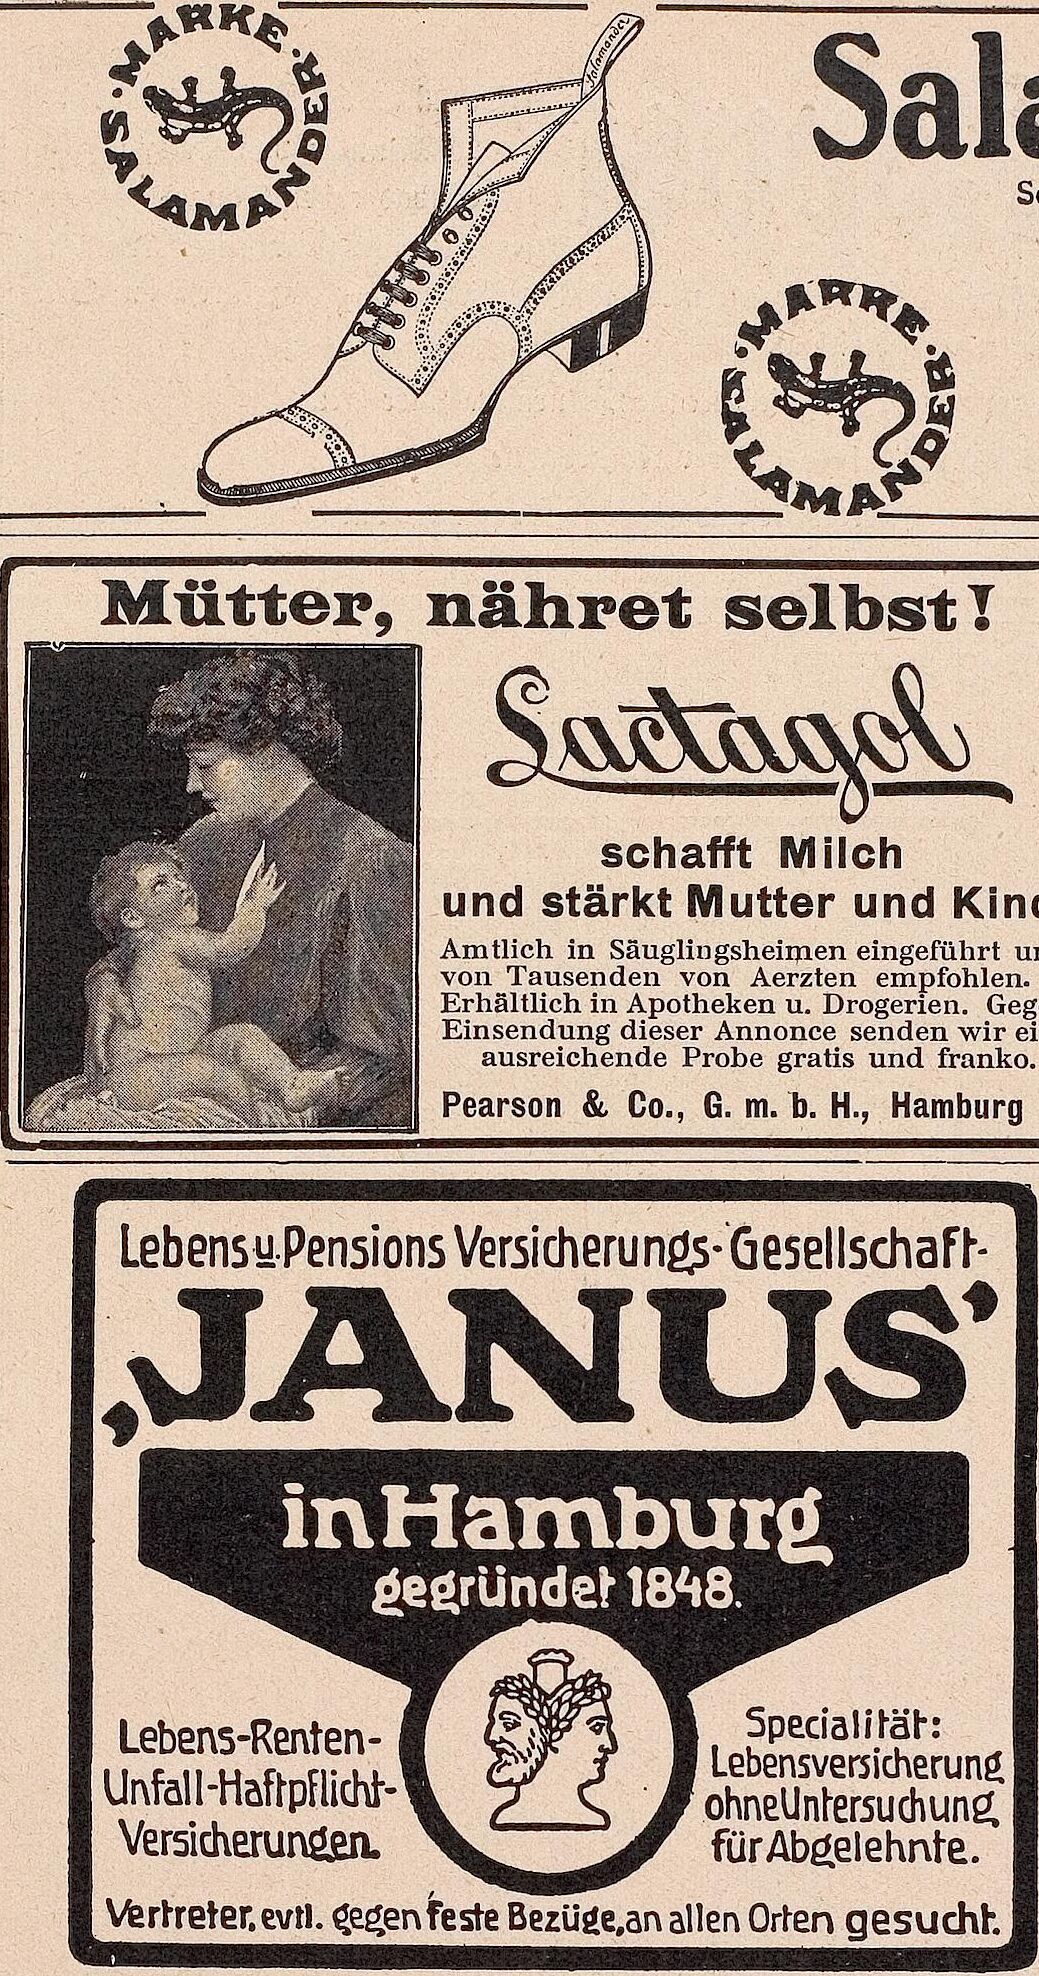 MARKE · SALAMANDER ·
Salamander
Sala
MARKE · SALAMANDER ·
Mütter, nähret selbst!
Lactagol
schafft Milch
und stärkt Mutter und Kind
Amtlich in Säuglingsheimen eingeführt
von Tausenden von Aerzten empfohlen.
Erhältlich in Apotheken u. Drogerien. Geg
Einsendung dieser Annonce senden wir ei
ausreichende Probe gratis und franko.
Pearson & Co., G. m. b. H., Hamburg
Lebens u. Pensions Versicherungs-Gesellschaft-
‚JANUS’
in Hamburg
gegründet 1848.
Lebens-Renten-
Unfall-Haftpflicht-
Versicherungen.
Specialität:
Lebensversicherung
ohne Untersuchung
für Abgelehnte.
Vertreter, evtl. gegen feste Bezüge, an allen Orten gesucht.